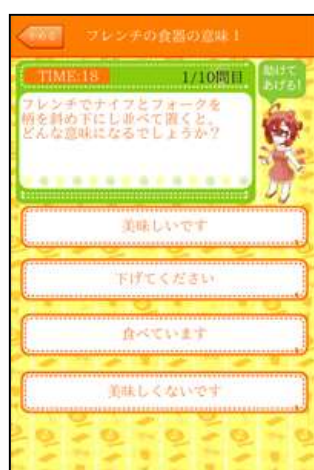 やめる
フレンチの食器の意味!
TIME:18
1/10問目
助けて
あげる!
フレンチでナイフとフォークを
柄を斜め下にし並べて置くと、
どんな意味になるでしょうか?
美味しいです
下げてください
食べています
美味しくないです